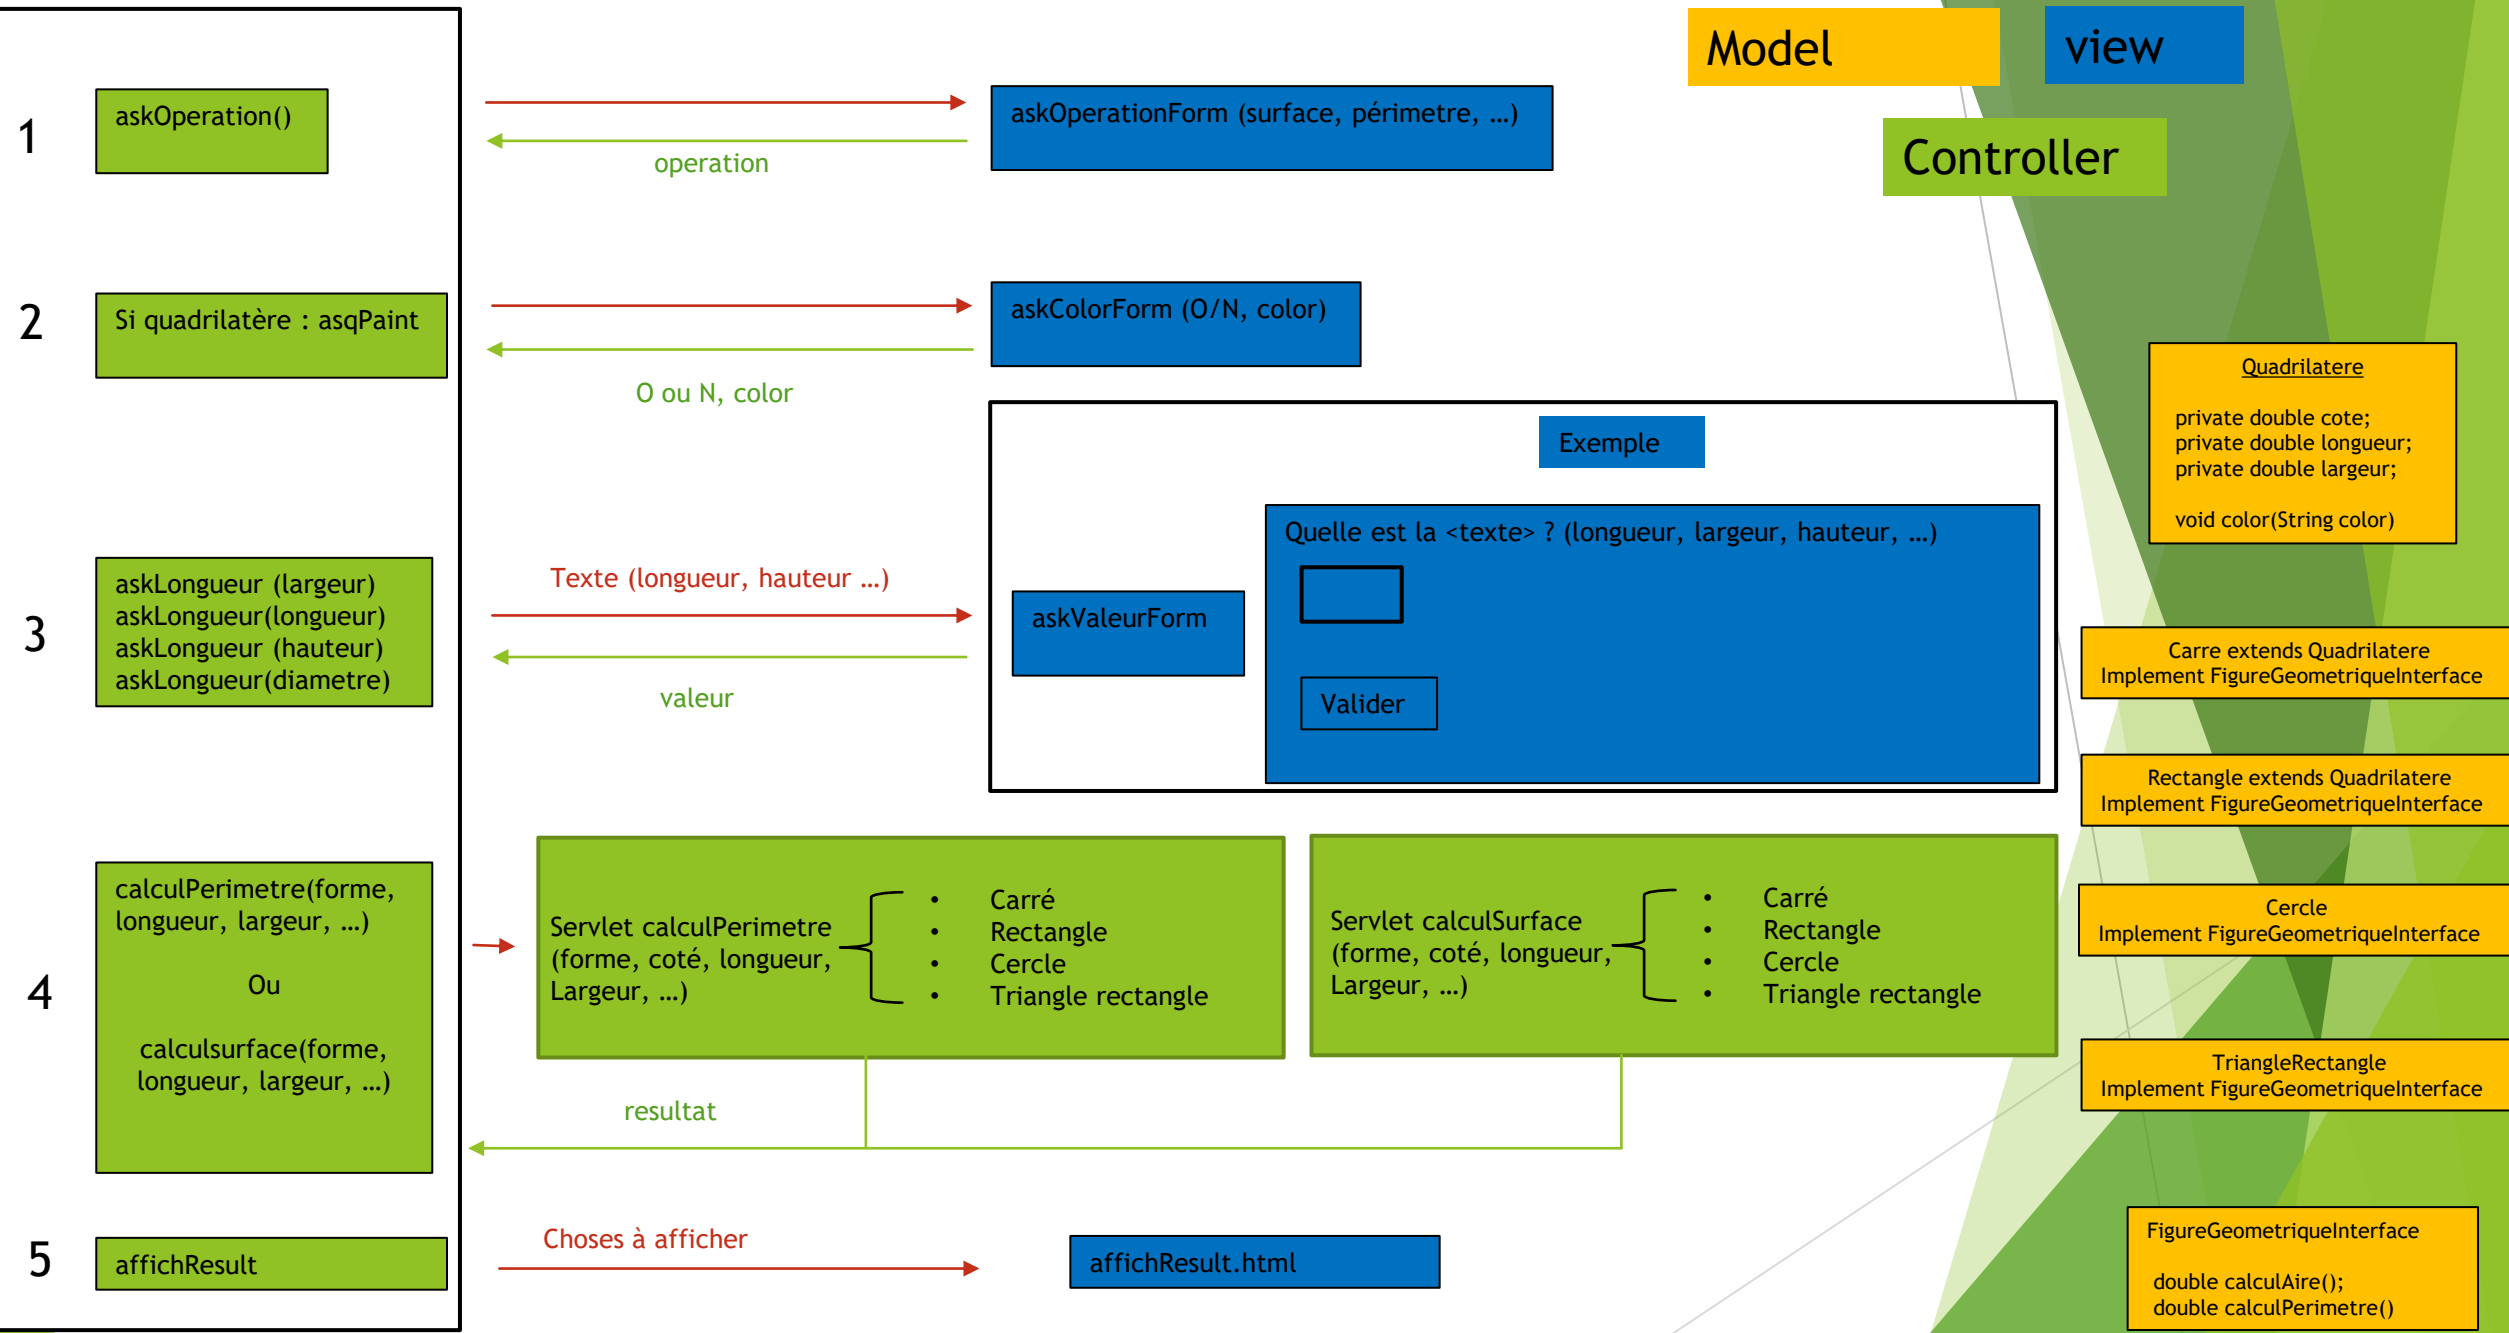 Model
view
Controller
1
askOperation()
askOperationForm (surface, périmetre, …)
operation
2
Si quadrilatère : asqPaint
askColorForm (O/N, color)
O ou N, color
3
askLongueur (largeur)
askLongueur(longueur)
askLongueur (hauteur)
askLongueur(diametre)
Texte (longueur, hauteur …)
valeur
askValeurForm
Exemple
Quelle est la <texte> ? (longueur, largeur, hauteur, …)
Valider
4
calculPerimetre(forme,
longueur, largeur, …)
Ou
calculsurface(forme,
longueur, largeur, …)
Servlet calculPerimetre
(forme, coté, longueur,
Largeur, …)
• Carré
• Rectangle
• Cercle
• Triangle rectangle
Servlet calculSurface
(forme, coté, longueur,
Largeur, …)
• Carré
• Rectangle
• Cercle
• Triangle rectangle
resultat
5
affichResult
Choses à afficher
affichResult.html
Quadrilatere
private double cote;
private double longueur;
private double largeur;
void color(String color)
Carre extends Quadrilatere
Implement FigureGeometriqueInterface
Rectangle extends Quadrilatere
Implement FigureGeometriqueInterface
Cercle
Implement FigureGeometriqueInterface
TriangleRectangle
Implement FigureGeometriqueInterface
FigureGeometriqueInterface
double calculAire();
double calculPerimetre()